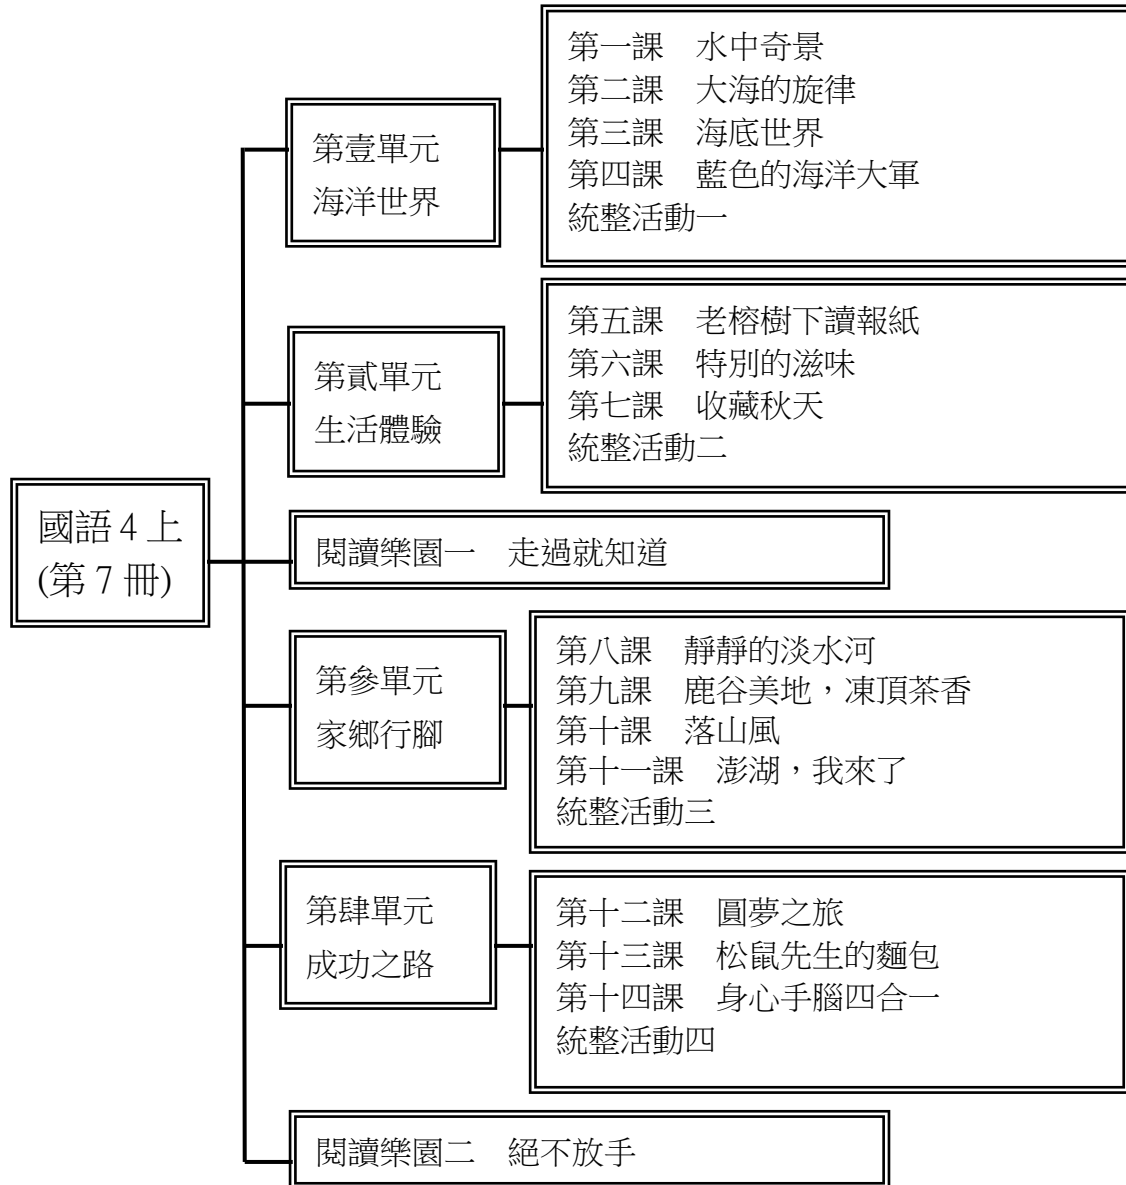 國語 4 上
(第 7 冊)
第壹單元
海洋世界
第一課　水中奇景
第二課　大海的旋律
第三課　海底世界
第四課　藍色的海洋大軍
統整活動一
第貳單元
生活體驗
第五課　老榕樹下讀報紙
第六課　特別的滋味
第七課　收藏秋天
統整活動二
閱讀樂園一　走過就知道
第參單元
家鄉行腳
第八課　靜靜的淡水河
第九課　鹿谷美地，凍頂茶香
第十課　落山風
第十一課　澎湖，我來了
統整活動三
第肆單元
成功之路
第十二課　圓夢之旅
第十三課　松鼠先生的麵包
第十四課　身心手腦四合一
統整活動四
閱讀樂園二　絕不放手